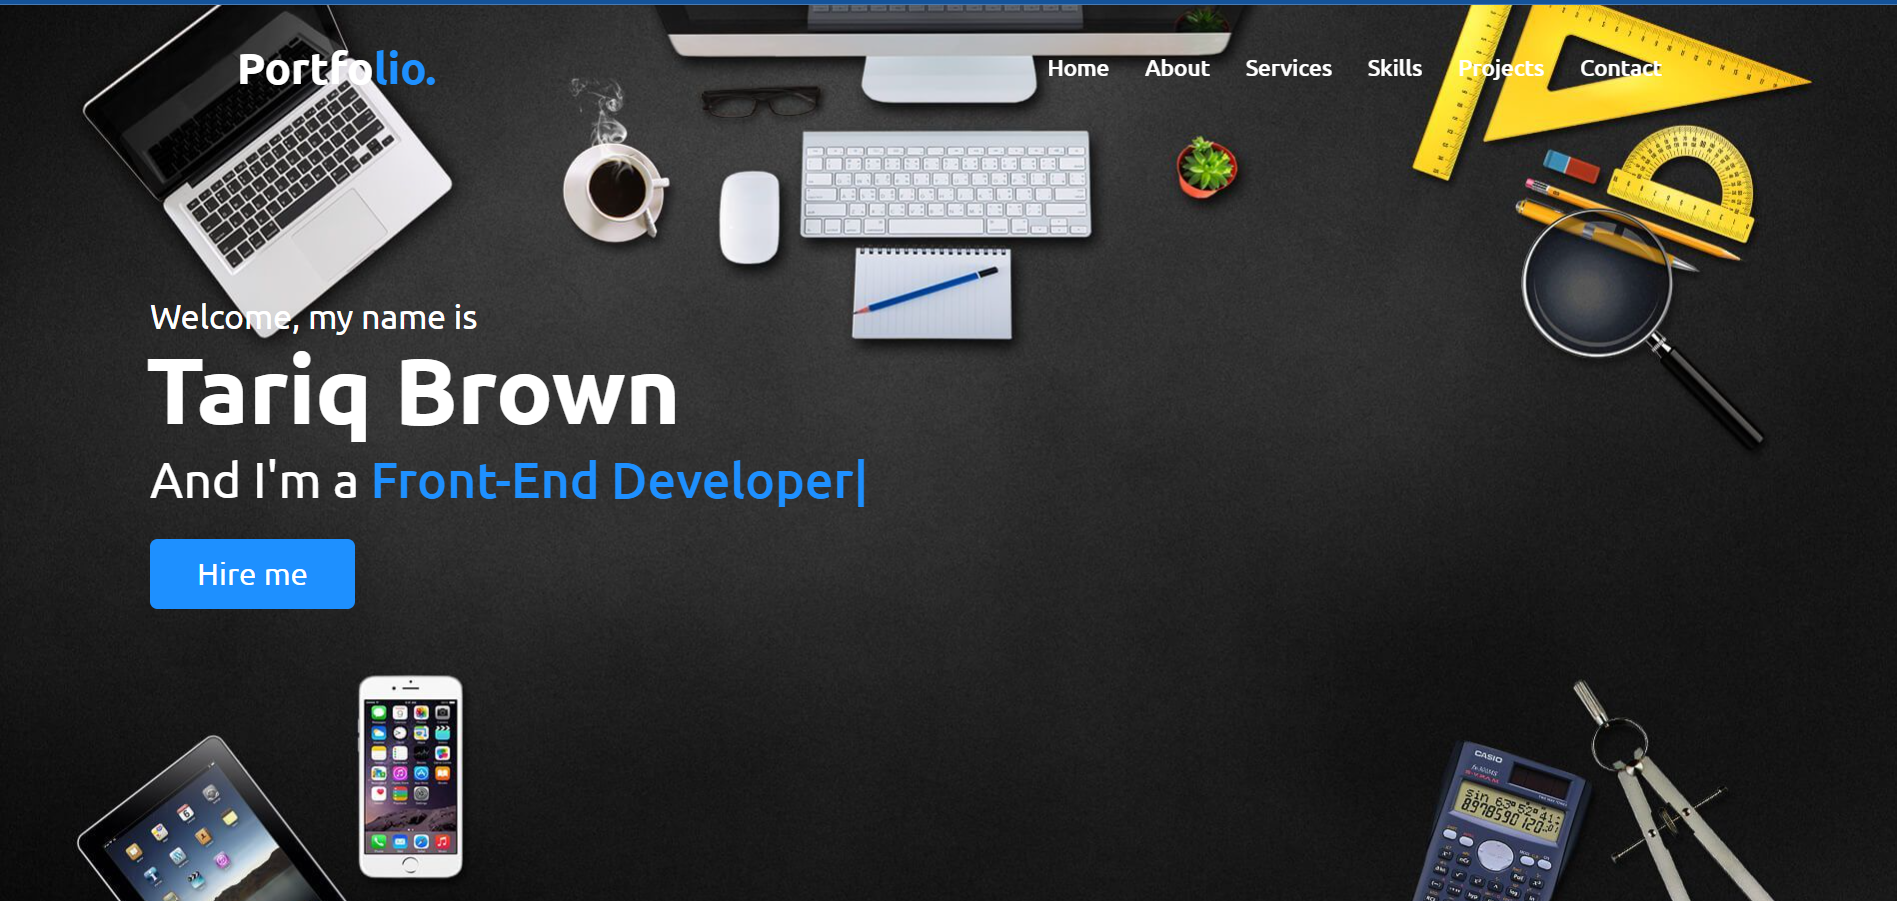 Portfolio.
Home About Services Skills Projects Contact
Welcome, my name is
Tariq Brown
And I'm a Front-End Developer|
Hire me
CASIO